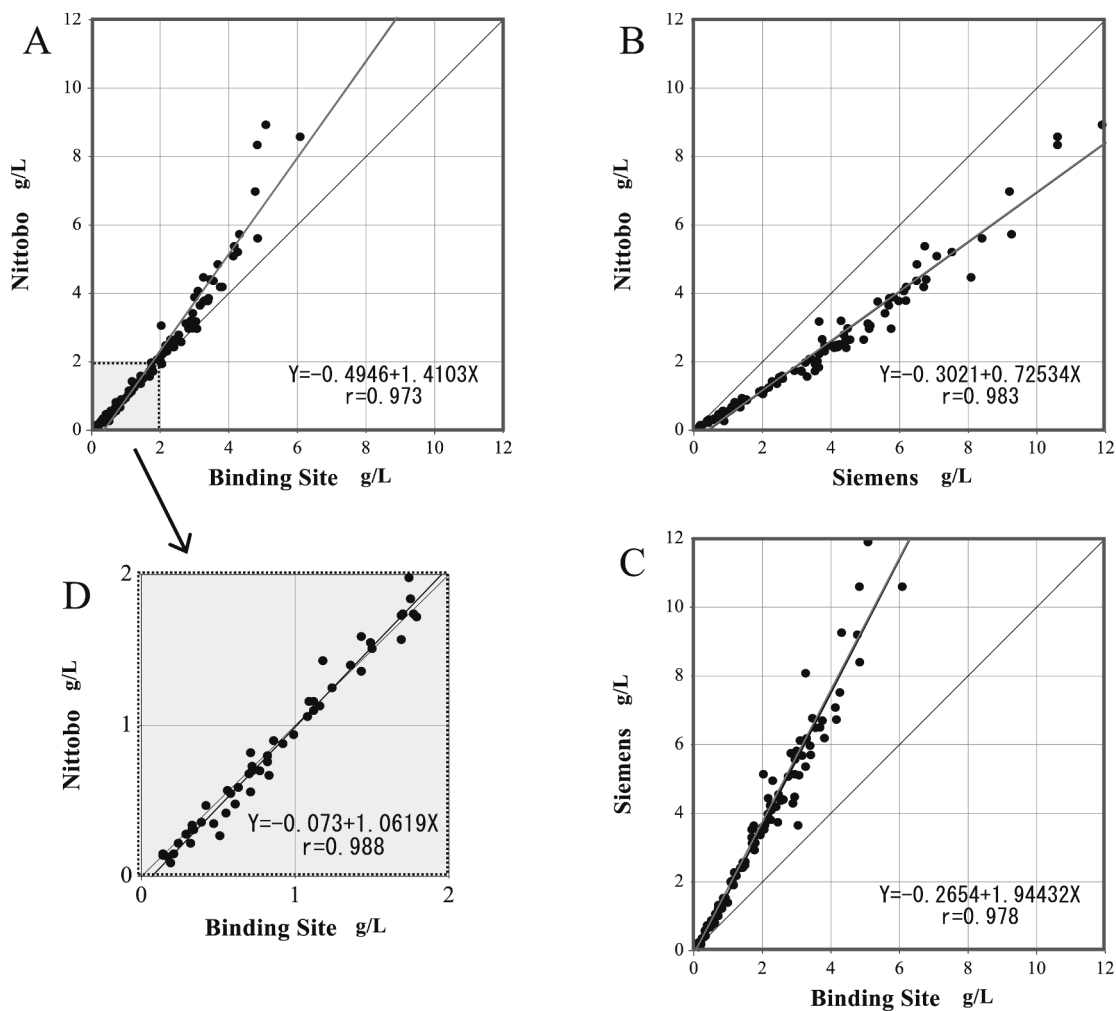 A
12
10
8
6
4
2
0
Nittobo g/L
Y=-0.4946+1.4103X
r=0.973
0 2 4 6 8 10 12
Binding Site g/L
B
12
10
8
6
4
2
0
Nittobo g/L
Y=-0.3021+0.72534X
r=0.983
0 2 4 6 8 10 12
Siemens g/L
D
2
1
0
Nittobo g/L
Y=-0.073+1.0619X
r=0.988
0 1 2
Binding Site g/L
C
12
10
8
6
4
2
0
Siemens g/L
Y=-0.2654+1.94432X
r=0.978
0 2 4 6 8 10 12
Binding Site g/L